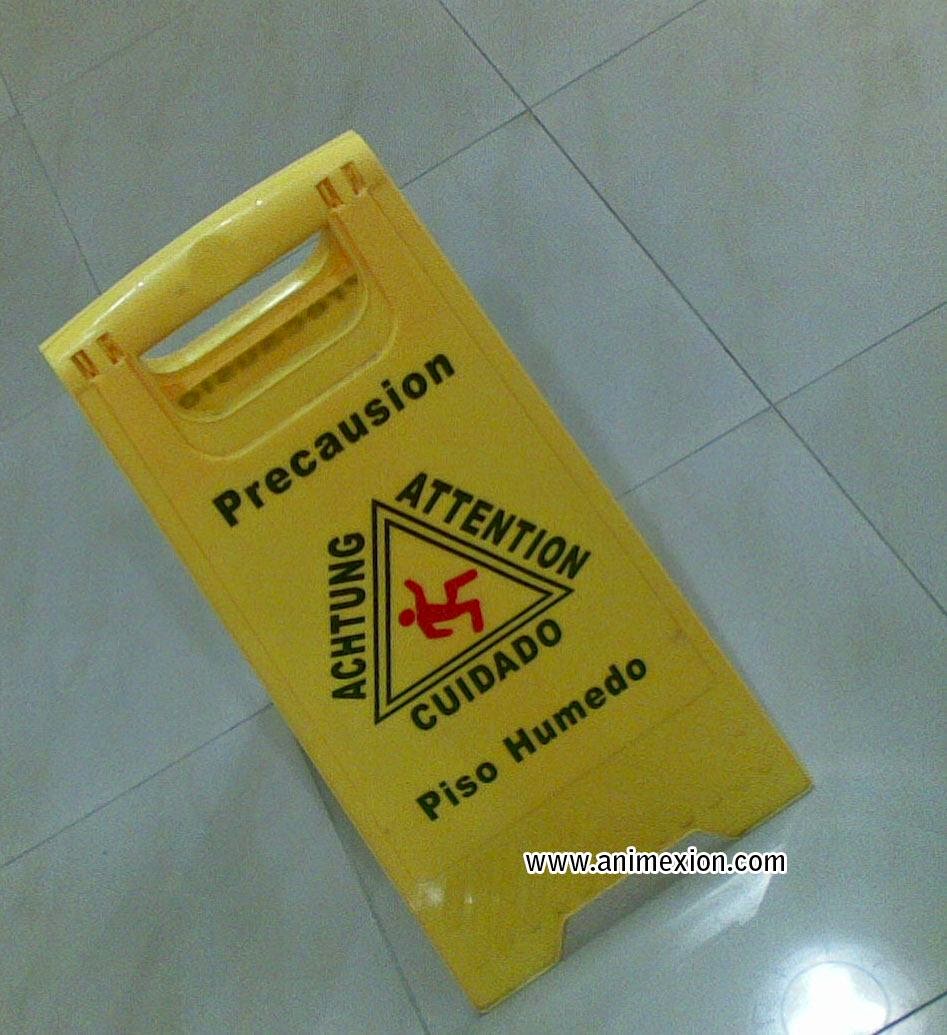 Precausion
ACHTUNG
ATTENTION
CUIDADO
Piso Humedo
www.animexion.com